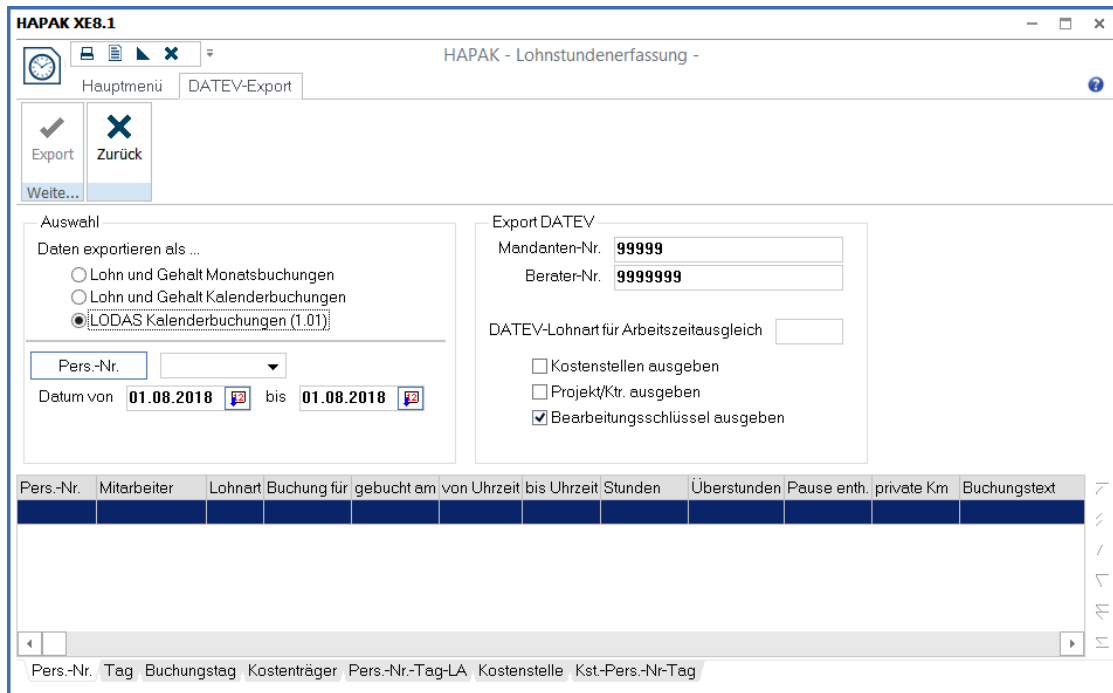 HAPAK XE8.1
HAPAK - Lohnstundenerfassung -
Hauptmenü DATEV-Export
Export Zurück
Weite...
Auswahl
Daten exportieren als ...
Lohn und Gehalt Monatsbuchungen
Lohn und Gehalt Kalenderbuchungen
LODAS Kalenderbuchungen (1.01)
Pers.-Nr.
Datum von 01.08.2018 bis 01.08.2018
Export DATEV
Mandanten-Nr. 99999
Berater-Nr. 9999999
DATEV-Lohnart für Arbeitszeitausgleich
Kostenstellen ausgeben
Projekt/Ktr. ausgeben
Bearbeitungsschlüssel ausgeben
Pers.-Nr. Mitarbeiter Lohnart Buchung für gebucht am von Uhrzeit bis Uhrzeit Stunden Überstunden Pause enth. private Km Buchungstext
Pers.-Nr. Tag Buchungstag Kostenträger Pers.-Nr.-Tag-LA Kostenstelle Kst.-Pers.-Nr-Tag